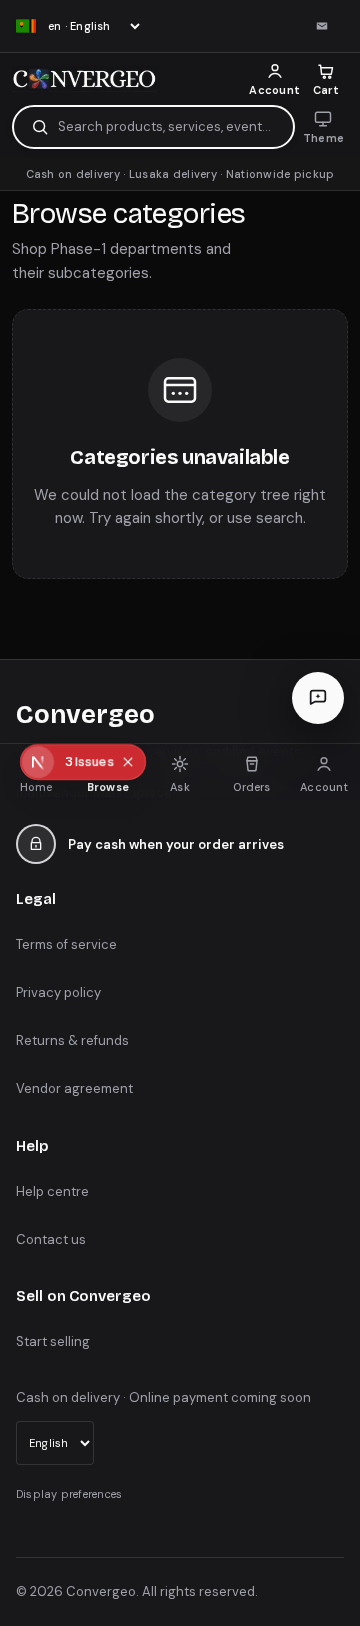 en · English
CONVERGEO
Account
Cart
Search products, services, event...
Theme
Cash on delivery · Lusaka delivery · Nationwide pickup
Browse categories
Shop Phase-1 departments and
their subcategories.
Categories unavailable
We could not load the category tree right
now. Try again shortly, or use search.
Convergeo
N 3 Issues
Home
Browse
Ask
Orders
Account
Pay cash when your order arrives
Legal
Terms of service
Privacy policy
Returns & refunds
Vendor agreement
Help
Help centre
Contact us
Sell on Convergeo
Start selling
Cash on delivery · Online payment coming soon
English
Display preferences
© 2026 Convergeo. All rights reserved.